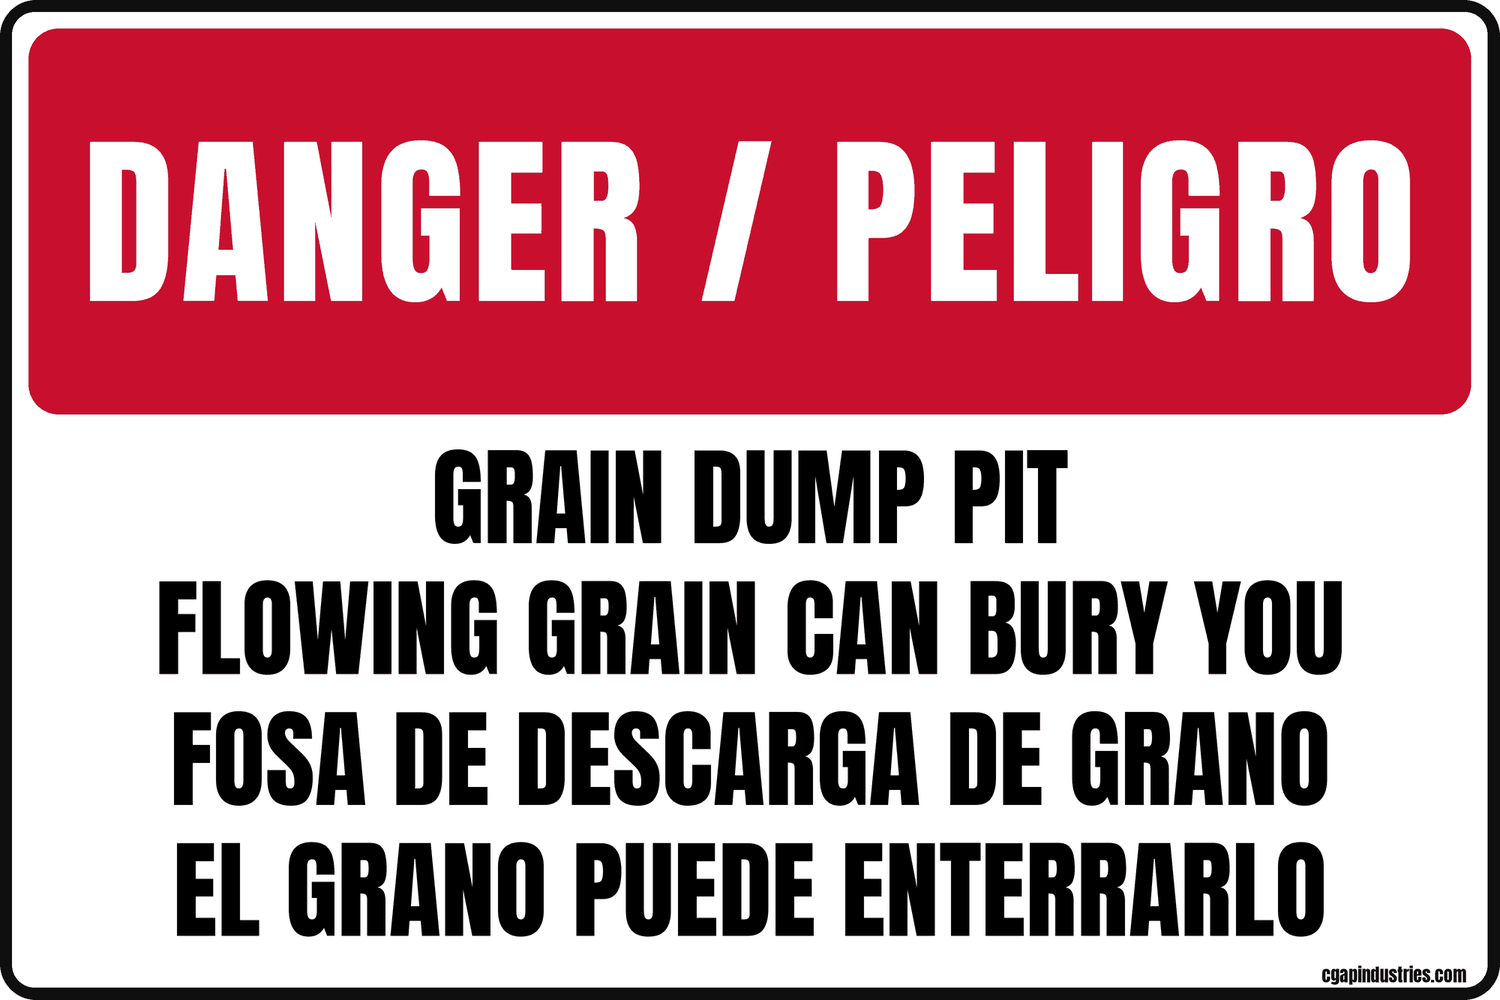 DANGER / PELIGRO
GRAIN DUMP PIT
FLOWING GRAIN CAN BURY YOU
FOSA DE DESCARGA DE GRANO
EL GRANO PUEDE ENTERRARLO
cgapindustries.com